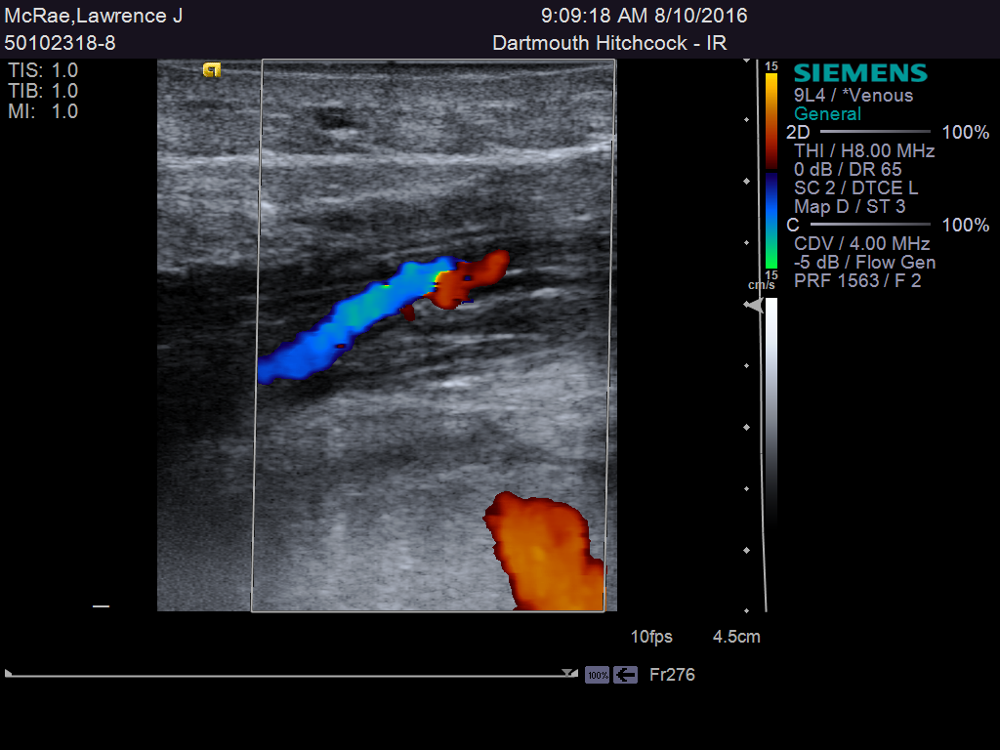 McRae,Lawrence J
9:09:18 AM 8/10/2016
50102318-8
Dartmouth Hitchcock - IR
TIS: 1.0
TIB: 1.0
MI: 1.0
15
15
cm/s
SIEMENS
9L4 / *Venous
General
2D 100%
THI / H8.00 MHz
0 dB / DR 65
SC 2 / DTCE L
Map D / ST 3
C 100%
CDV / 4.00 MHz
-5 dB / Flow Gen
PRF 1563 / F 2
10fps 4.5cm
100% Fr276